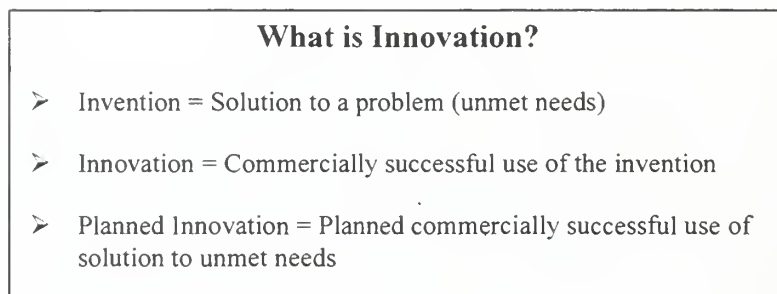 What is Innovation?
➤ Invention = Solution to a problem (unmet needs)
➤ Innovation = Commercially successful use of the invention
➤ Planned Innovation = Planned commercially successful use of
solution to unmet needs